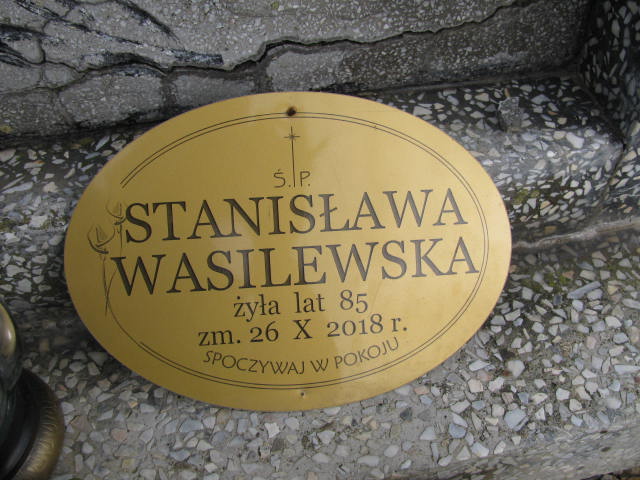 Ś.P.
STANISŁAWA
WASILEWSKA
żyła lat 85
zm. 26 X 2018 r.
SPOCZYWAJ W POKOJU